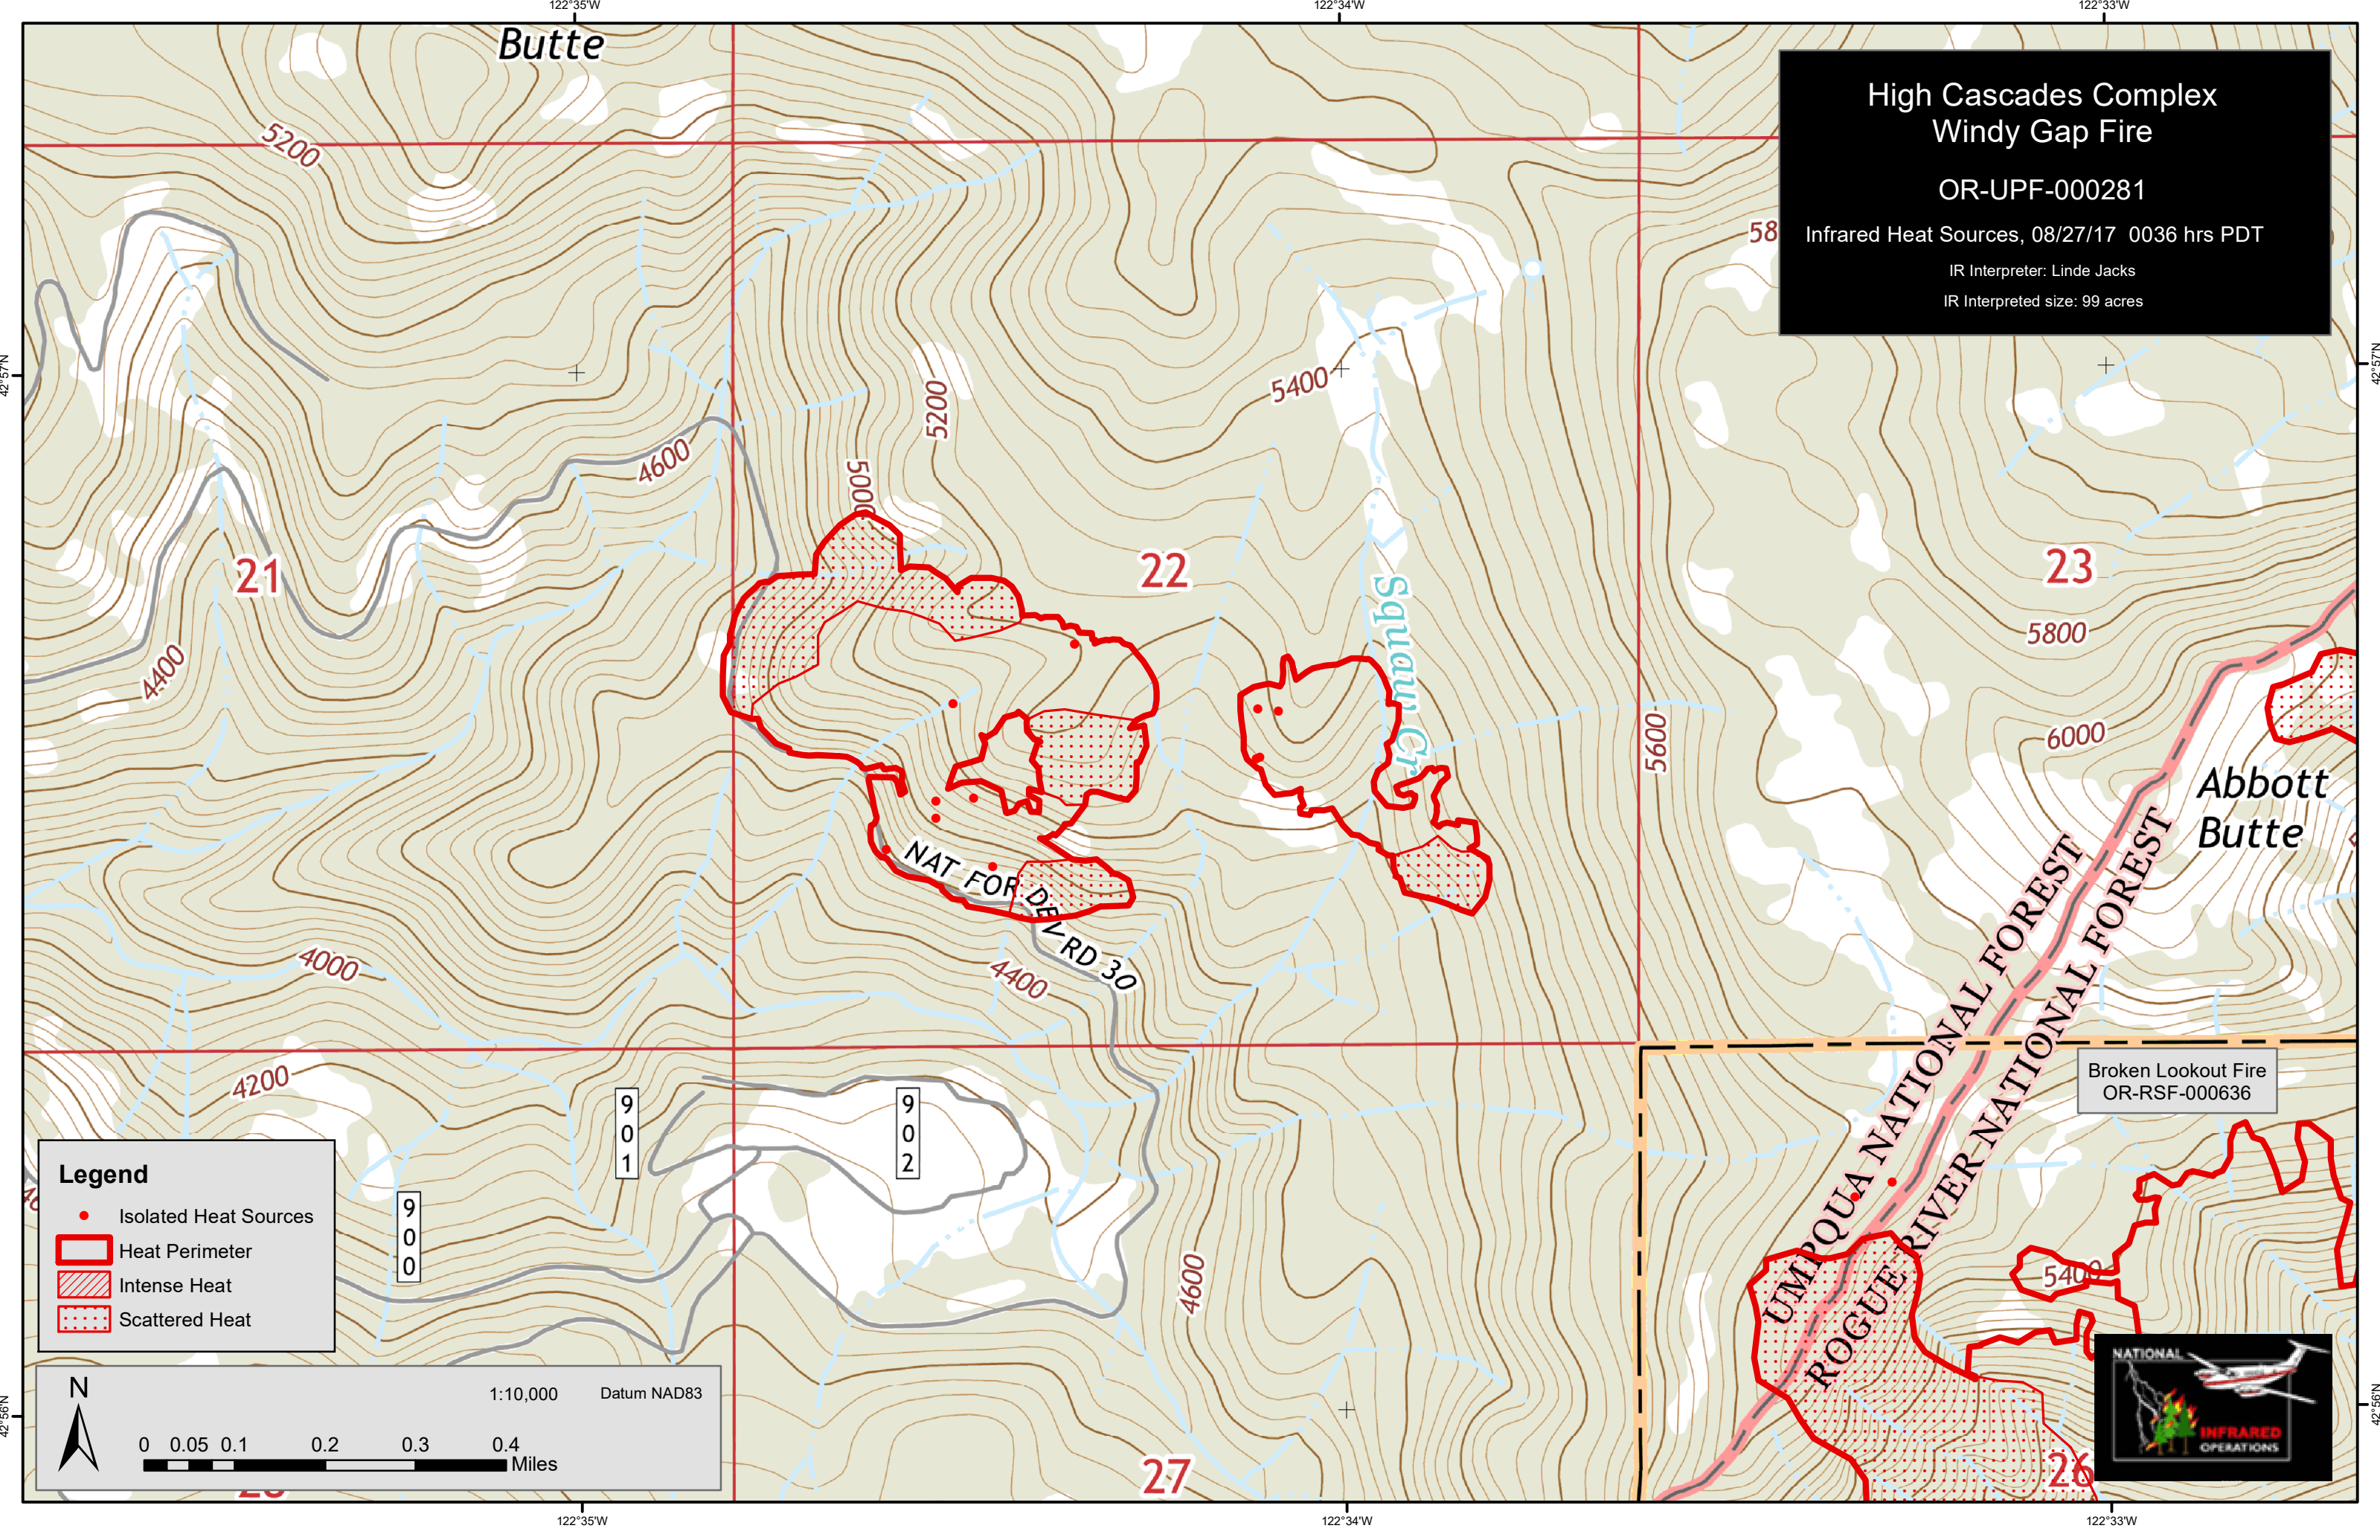 122°35'W
122°34'W
122°33'W
Butte
High Cascades Complex
Windy Gap Fire
OR-UPF-000281
Infrared Heat Sources, 08/27/17 0036 hrs PDT
IR Interpreter: Linde Jacks
IR Interpreted size: 99 acres
5200
58
42°57'N
42°57'N
5200
5400
4600
5000
21
22
23
Squaw Cr
4400
5800
5600
6000
Abbott
Butte
NAT FOR DEV RD 30
4000
4400
UMPQUA NATIONAL FOREST
ROGUE RIVER NATIONAL FOREST
4200
901
902
900
Broken Lookout Fire
OR-RSF-000636
4600
5400
Legend
Isolated Heat Sources
Heat Perimeter
Intense Heat
Scattered Heat
N
1:10,000
Datum NAD83
0 0.05 0.1 0.2 0.3 0.4
Miles
27
26
NATIONAL
INFRARED
OPERATIONS
42°56'N
42°56'N
122°35'W
122°34'W
122°33'W